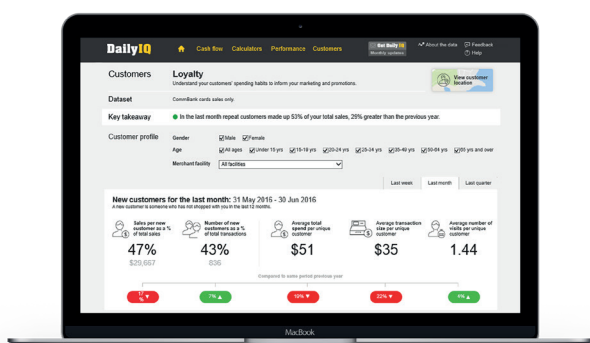 DailyIQ
Cash flow Calculators Performance Customers
Get Daily IQ
Monthly updates
About the data
Feedback
Help
Customers
Loyalty
Understand your customers' spending habits to inform your marketing and promotions.
View customer
location
Dataset
CommBank cards sales only.
Key takeaway
In the last month repeat customers made up 53% of your total sales, 29% greater than the previous year.
Customer profile
Gender
Male Female
Age
All ages Under 15 yrs 15-19 yrs 20-24 yrs 25-34 yrs 35-49 yrs 50-64 yrs 65 yrs and over
Merchant facility
All facilities
Last week Last month Last quarter
New customers for the last month: 31 May 2016 - 30 Jun 2016
A new customer is someone who has not shopped with you in the last 12 months.
Sales per new
customer as a %
of total sales
47%
$29,667
Number of new
customers as a %
of total transactions
43%
836
Average total
spend per unique
customer
$51
Average transaction
size per unique
customer
$35
Average number of
visits per unique
customer
1.44
Compared to same period previous year
%
7%
19%
22%
MacBook